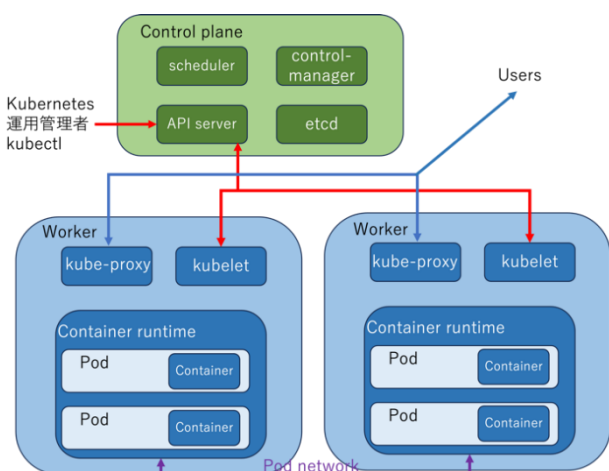 Control plane
scheduler
control-
manager
Users
Kubernetes
運用管理者
kubectl
API server
etcd
Worker
kube-proxy
kubelet
Container runtime
Pod
Container
Pod
Container
Worker
kube-proxy
kubelet
Container runtime
Pod
Container
Pod
Container
Pod network